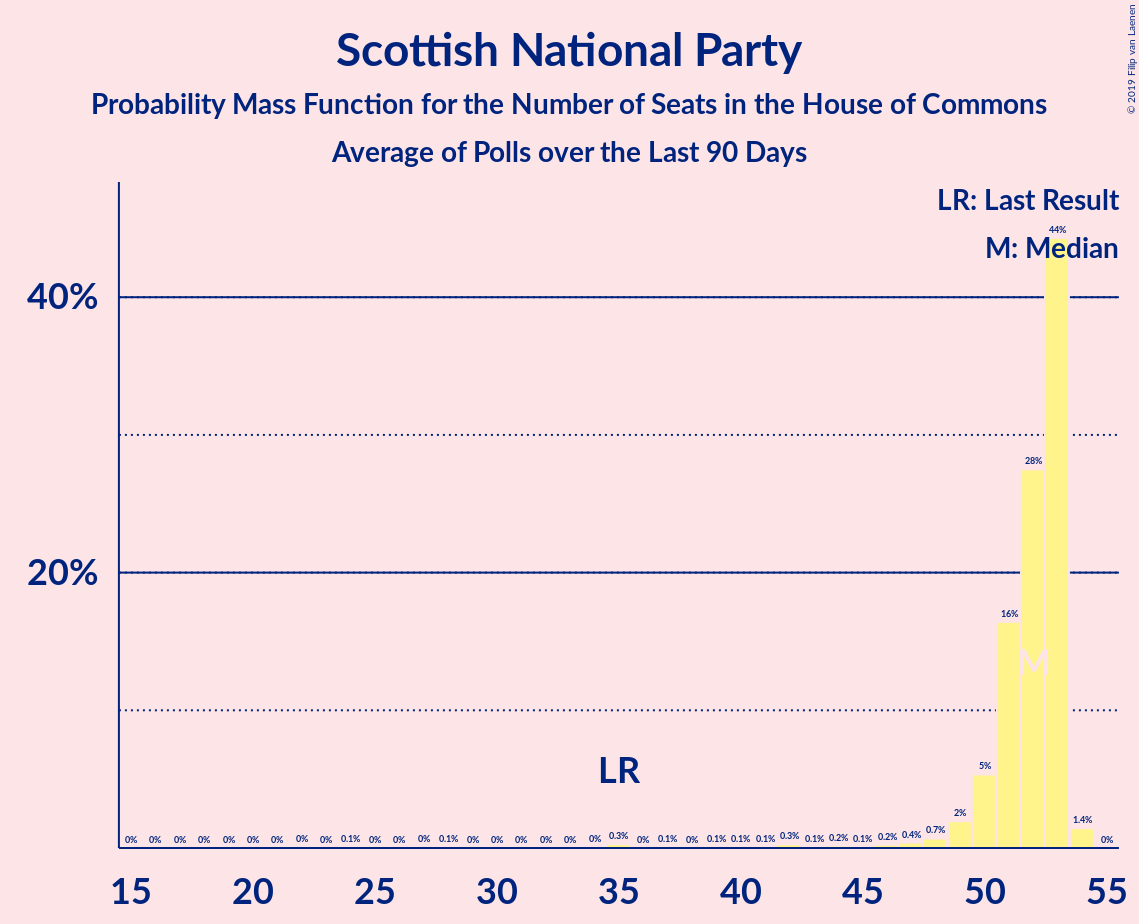 Scottish National Party
Probability Mass Function for the Number of Seats in the House of Commons
Average of Polls over the Last 90 Days
© 2019 Filip van Laenen
LR: Last Result
M: Median
44%
40%
28%
20%
16%
M
LR
5%
2%
1.4%
0% 0% 0% 0% 0% 0% 0% 0% 0% 0.1% 0% 0% 0% 0.1% 0% 0% 0% 0% 0% 0% 0.3% 0% 0.1% 0% 0.1% 0.1% 0.1% 0.3% 0.1% 0.2% 0.1% 0.2% 0.4% 0.7% 0%
15 20 25 30 35 40 45 50 55